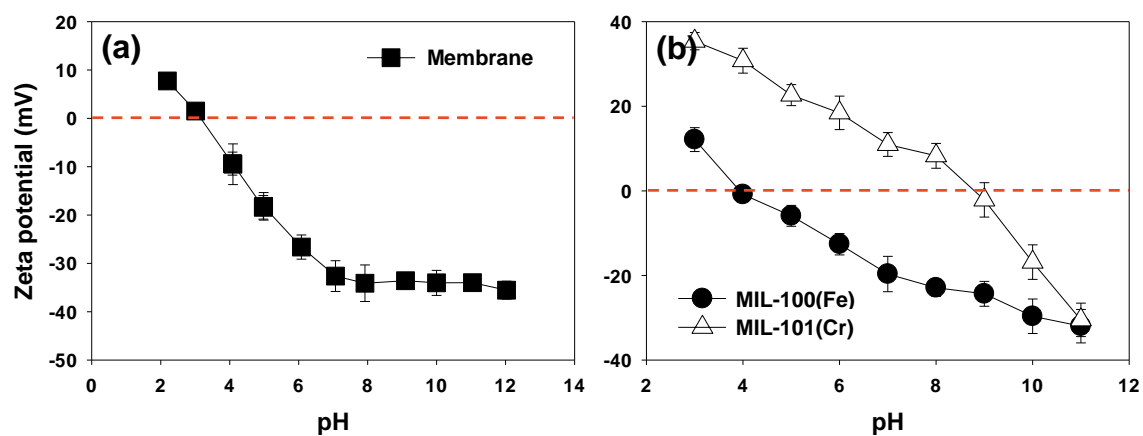 (a)
Membrane
Zeta potential (mV)
20
10
0
-10
-20
-30
-40
-50
0 2 4 6 8 10 12 14
pH
(b)
MIL-100(Fe)
MIL-101(Cr)
40
20
0
-20
-40
2 4 6 8 10 12
pH